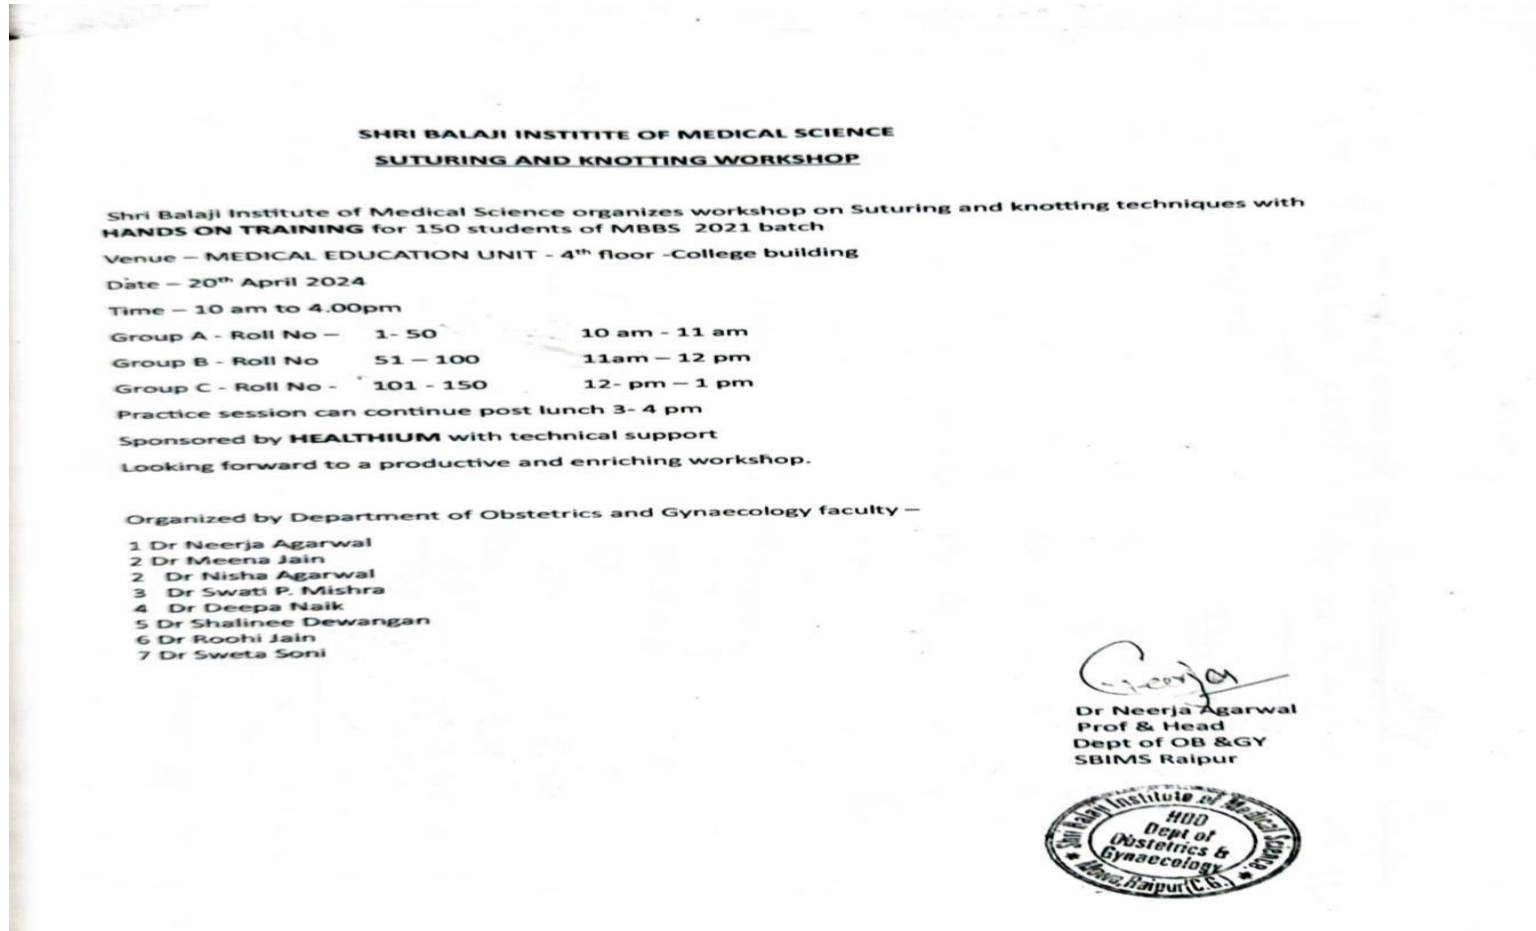 SHRI BALAJI INSTITITE OF MEDICAL SCIENCE
SUTURING AND KNOTTING WORKSHOP
Shri Balaji Institute of Medical Science organizes workshop on Suturing and knotting techniques with
HANDS ON TRAINING for 150 students of MBBS 2021 batch
Venue – MEDICAL EDUCATION UNIT - 4th floor -College building
Date – 20th April 2024
Time – 10 am to 4.00pm
Group A - Roll No – 1- 50 10 am - 11 am
Group B - Roll No 51 – 100 11am – 12 pm
Group C - Roll No - 101 - 150 12- pm – 1 pm
Practice session can continue post lunch 3- 4 pm
Sponsored by HEALTHIUM with technical support
Looking forward to a productive and enriching workshop.
Organized by Department of Obstetrics and Gynaecology faculty –
1 Dr Neerja Agarwal
2 Dr Meena Jain
2 Dr Nisha Agarwal
3 Dr Swati P. Mishra
4 Dr Deepa Naik
5 Dr Shalinee Dewangan
6 Dr Roohi Jain
7 Dr Sweta Soni
Neerja
Dr Neerja Agarwal
Prof & Head
Dept of OB &GY
SBIMS Raipur
Shri Balaji Institute of Medical Science
HOD
Dept of
Obstetrics &
Gynaecology
Mowa, Raipur(C.G.)